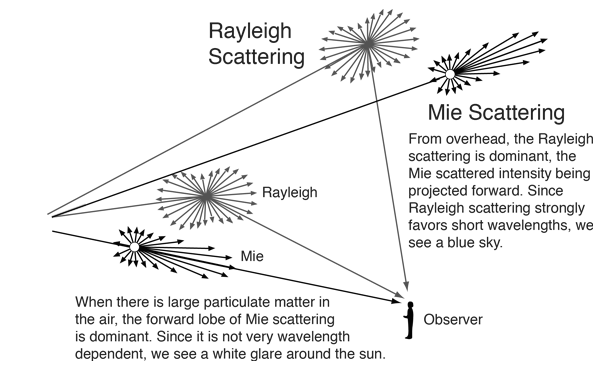 Rayleigh
Scattering
Mie Scattering
From overhead, the Rayleigh
scattering is dominant, the
Mie scattered intensity being
projected forward. Since
Rayleigh scattering strongly
favors short wavelengths, we
see a blue sky.
Rayleigh
Mie
When there is large particulate matter in
the air, the forward lobe of Mie scattering
is dominant. Since it is not very wavelength
dependent, we see a white glare around the sun.
Observer